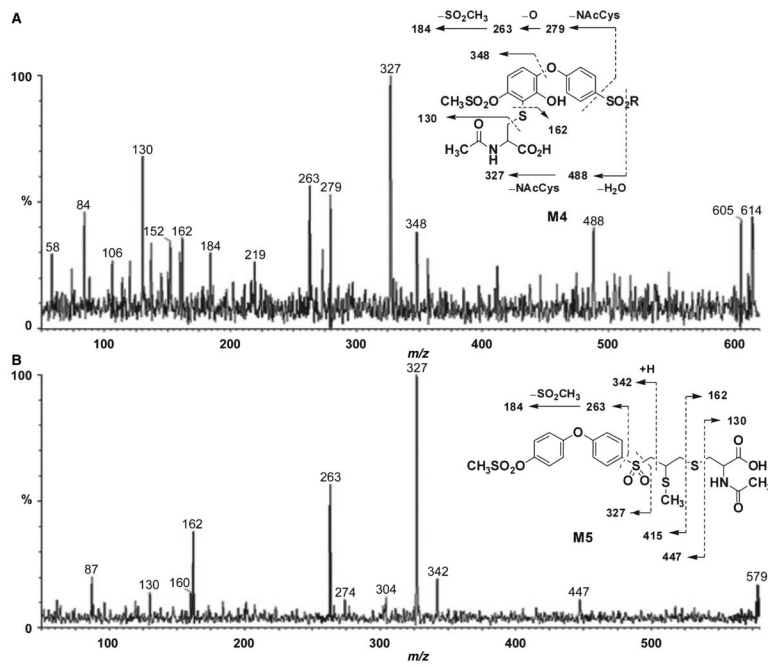 A
−SO₂CH₃ −O −NAcCys
184 263 279
348
CH₃SO₂O
O
OH
SO₂R
S
130
162
O
H₃C N H CO₂H
327 488
−NAcCys −H₂O
M4
100
%
0
58
84
106
130
152
162
184
219
263
279
327
348
488
605
614
100 200 300 400 500 600
m/z
B
+H
342
−SO₂CH₃
184 263
162
130
O
CH₃SO₂O
S
O O
S
CH₃
S
O
OH
HN
CH₃
O
327
415
447
M5
100
%
0
87
130
160
162
263
274
304
327
342
447
579
100 200 300 400 500
m/z